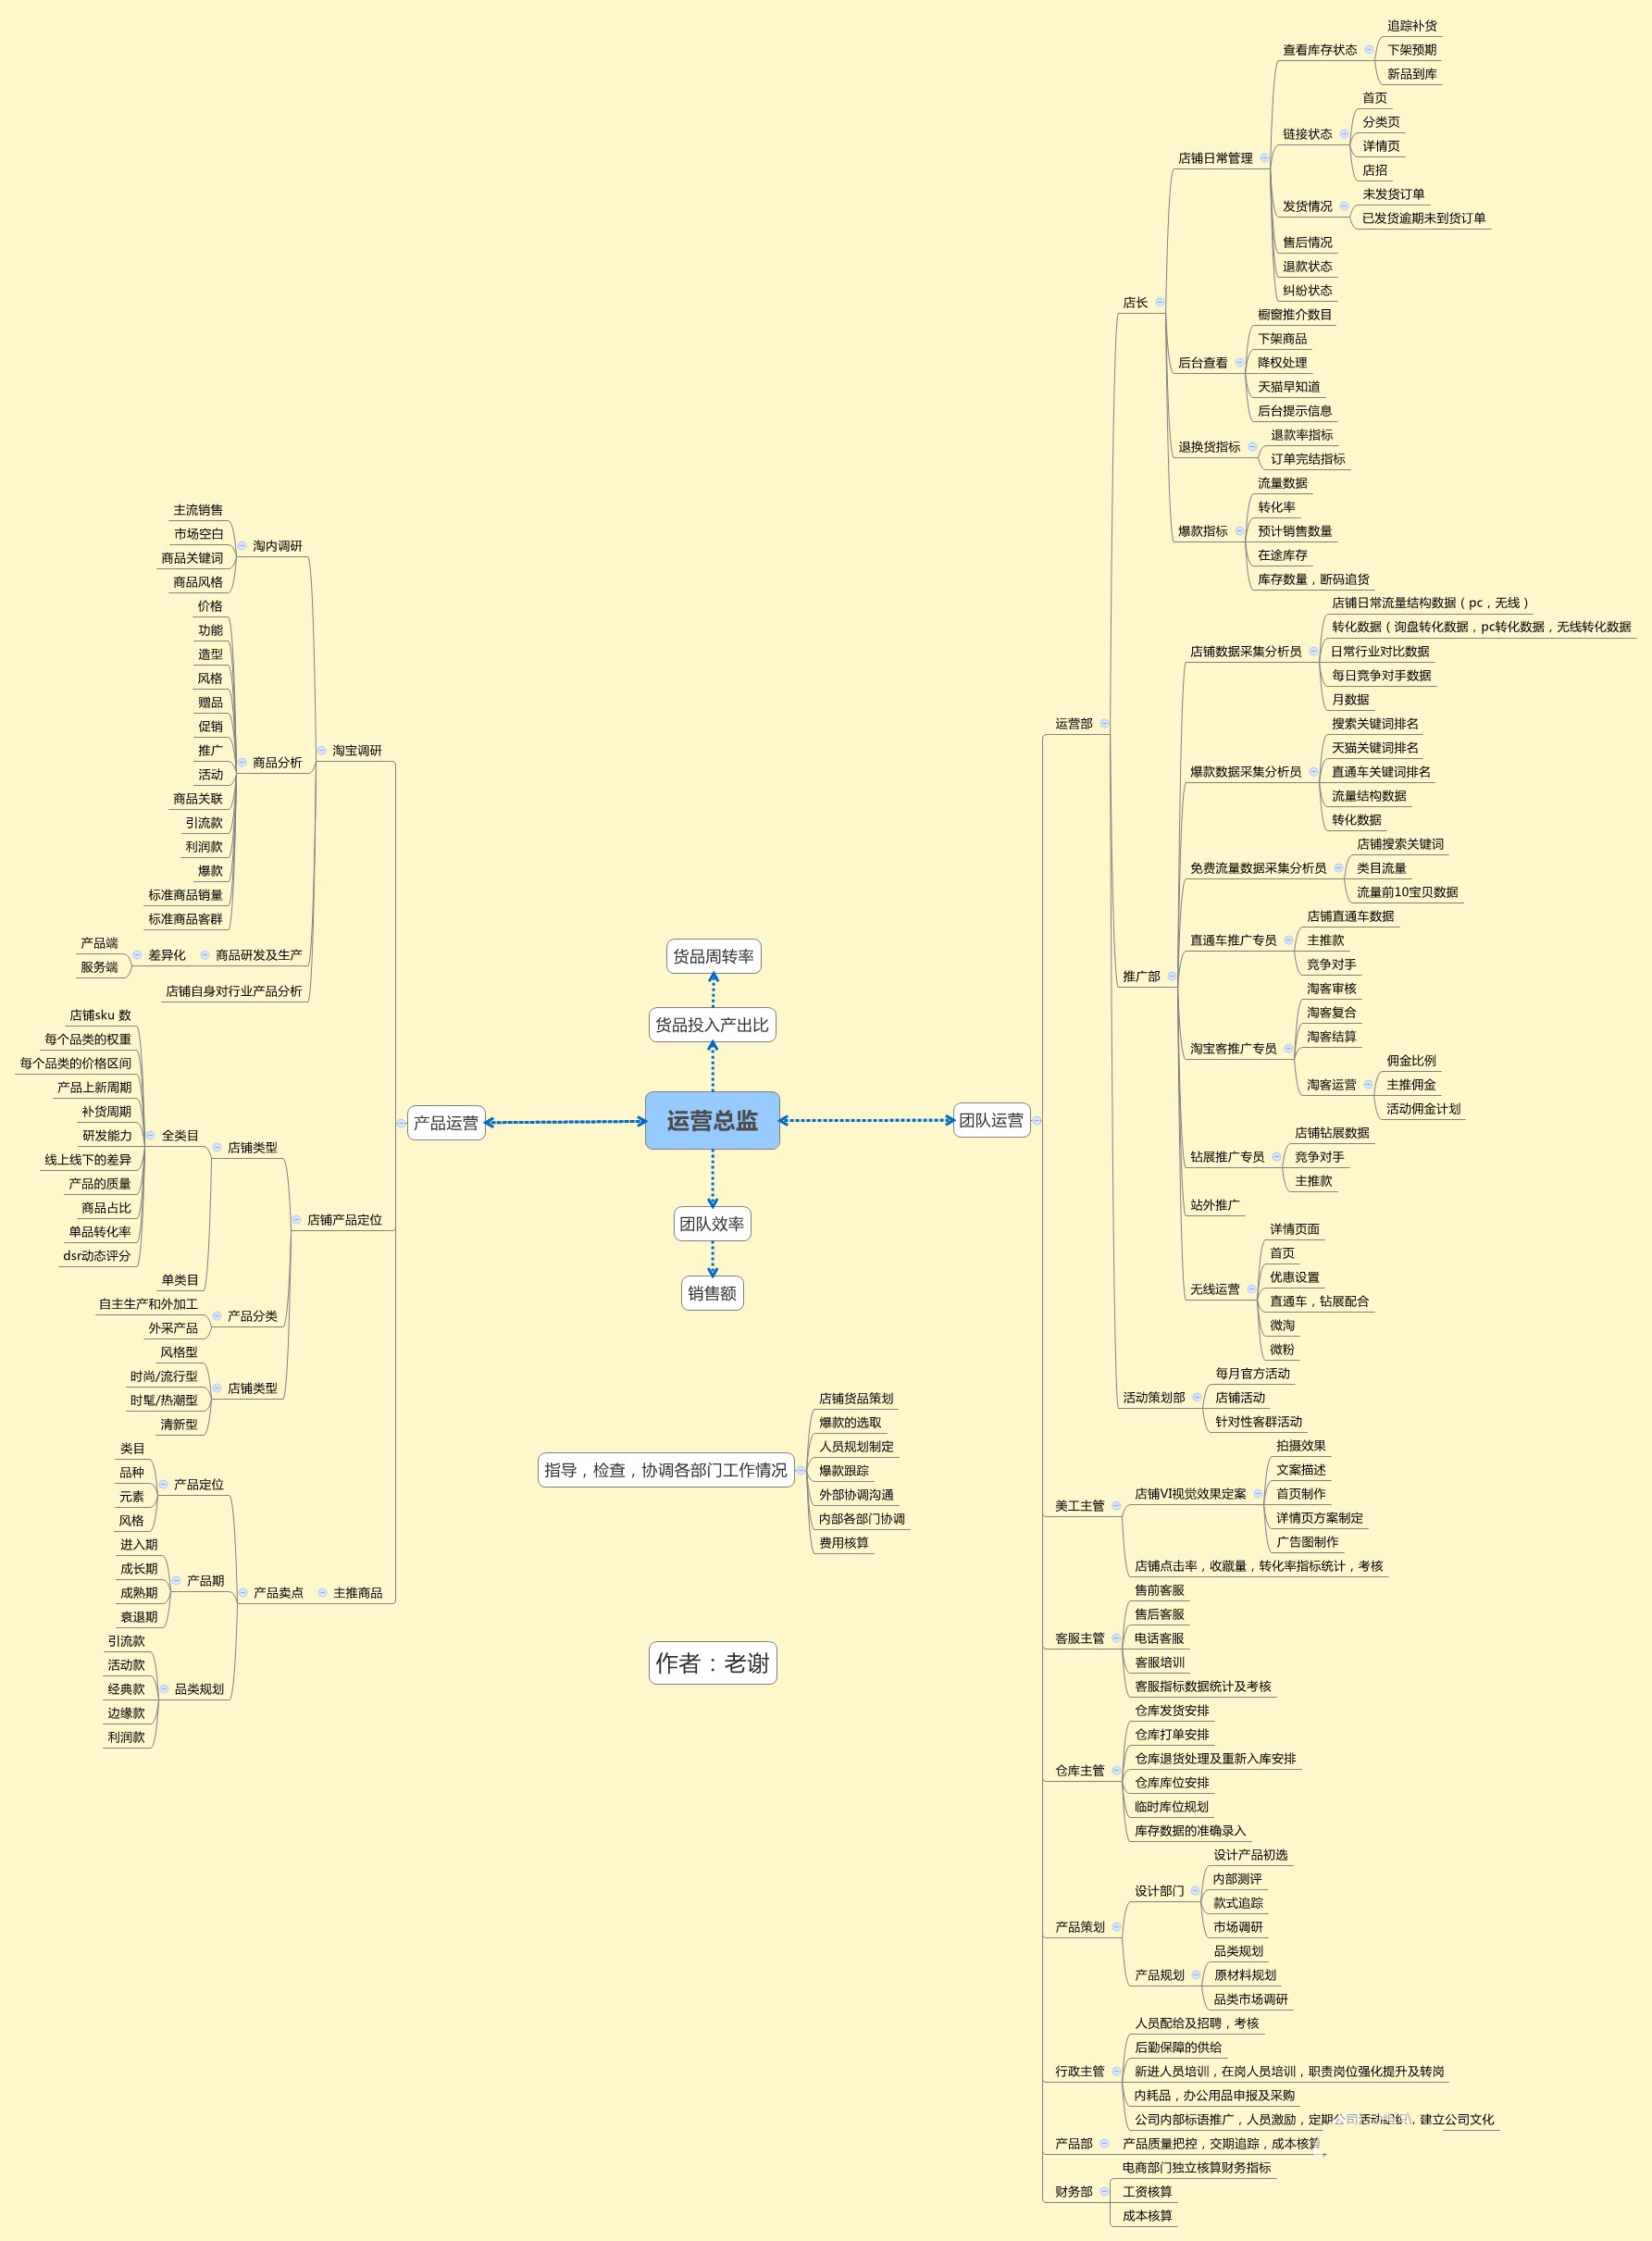 运营总监
货品投入产出比
货品周转率
团队效率
销售额
产品运营
淘宝调研
淘内调研
主流销售
市场空白
商品关键词
商品风格
商品分析
价格
功能
造型
风格
赠品
促销
推广
活动
商品关联
引流款
利润款
爆款
标准商品销量
标准商品客群
商品研发及生产
差异化
产品端
服务端
店铺自身对行业产品分析
店铺产品定位
店铺类型
全类目
店铺sku 数
每个品类的权重
每个品类的价格区间
产品上新周期
补货周期
研发能力
线上线下的差异
产品的质量
商品占比
单品转化率
dsr动态评分
单类目
产品分类
自主生产和外加工
外采产品
店铺类型
风格型
时尚/流行型
时髦/热潮型
清新型
主推商品
产品卖点
产品定位
类目
品种
元素
风格
产品期
进入期
成长期
成熟期
衰退期
品类规划
引流款
活动款
经典款
边缘款
利润款
指导，检查，协调各部门工作情况
店铺货品策划
爆款的选取
人员规划制定
爆款跟踪
外部协调沟通
内部各部门协调
费用核算
作者：老谢
团队运营
运营部
店长
店铺日常管理
查看库存状态
追踪补货
下架预期
新品到库
链接状态
首页
分类页
详情页
店招
发货情况
未发货订单
已发货逾期未到货订单
售后情况
退款状态
纠纷状态
后台查看
橱窗推介数目
下架商品
降权处理
天猫早知道
后台提示信息
退换货指标
退款率指标
订单完结指标
爆款指标
流量数据
转化率
预计销售数量
在途库存
库存数量，断码追货
推广部
店铺数据采集分析员
店铺日常流量结构数据（pc，无线）
转化数据（询盘转化数据，pc转化数据，无线转化数据
日常行业对比数据
每日竞争对手数据
月数据
爆款数据采集分析员
搜索关键词排名
天猫关键词排名
直通车关键词排名
流量结构数据
转化数据
免费流量数据采集分析员
店铺搜索关键词
类目流量
流量前10宝贝数据
直通车推广专员
店铺直通车数据
主推款
竞争对手
淘宝客推广专员
淘客审核
淘客复合
淘客结算
淘客运营
佣金比例
主推佣金
活动佣金计划
钻展推广专员
店铺钻展数据
竞争对手
主推款
站外推广
无线运营
详情页面
首页
优惠设置
直通车，钻展配合
微淘
微粉
活动策划部
每月官方活动
店铺活动
针对性客群活动
美工主管
店铺VI视觉效果定案
拍摄效果
文案描述
首页制作
详情页方案制定
广告图制作
店铺点击率，收藏量，转化率指标统计，考核
客服主管
售前客服
售后客服
电话客服
客服培训
客服指标数据统计及考核
仓库主管
仓库发货安排
仓库打单安排
仓库退货处理及重新入库安排
仓库库位安排
临时库位规划
库存数据的准确录入
产品策划
设计部门
设计产品初选
内部测评
款式追踪
市场调研
产品规划
品类规划
原材料规划
品类市场调研
行政主管
人员配给及招聘，考核
后勤保障的供给
新进人员培训，在岗人员培训，职责岗位强化提升及转岗
内耗品，办公用品申报及采购
公司内部标语推广，人员激励，定期公司活动组织，建立公司文化
产品部
产品质量把控，交期追踪，成本核算
财务部
电商部门独立核算财务指标
工资核算
成本核算